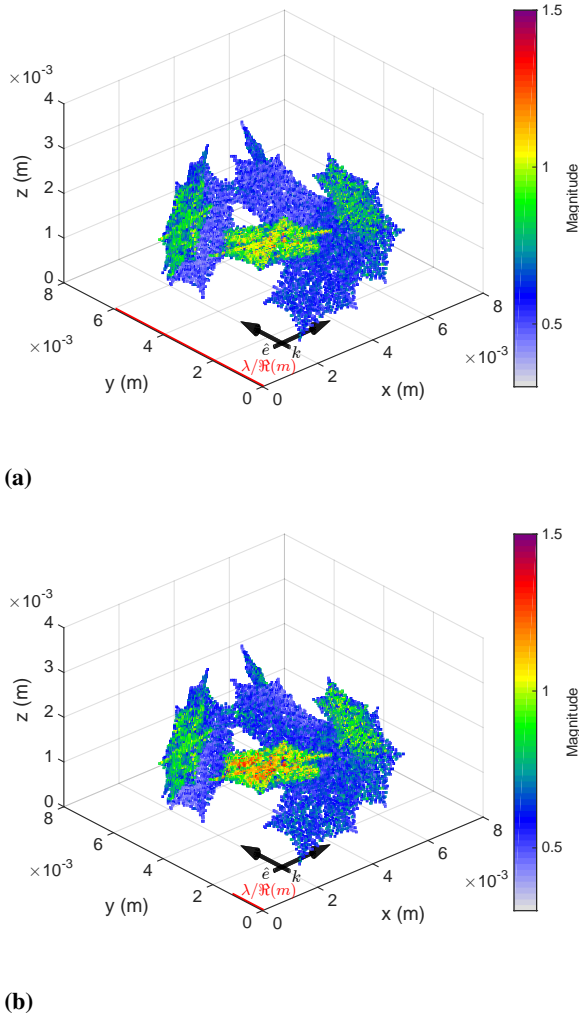 1.5
× 10⁻³
4
3
1
2
z (m)
Magnitude
1
0
8
8
0.5
6
6
× 10⁻³
4
ê k
× 10⁻³
4
λ/ℜ(m)
2
y (m)
2
x (m)
0 0
(a)
1.5
× 10⁻³
4
3
1
2
z (m)
Magnitude
1
0
8
8
0.5
6
6
× 10⁻³
4
ê k
× 10⁻³
4
λ/ℜ(m)
2
y (m)
2
x (m)
0 0
(b)